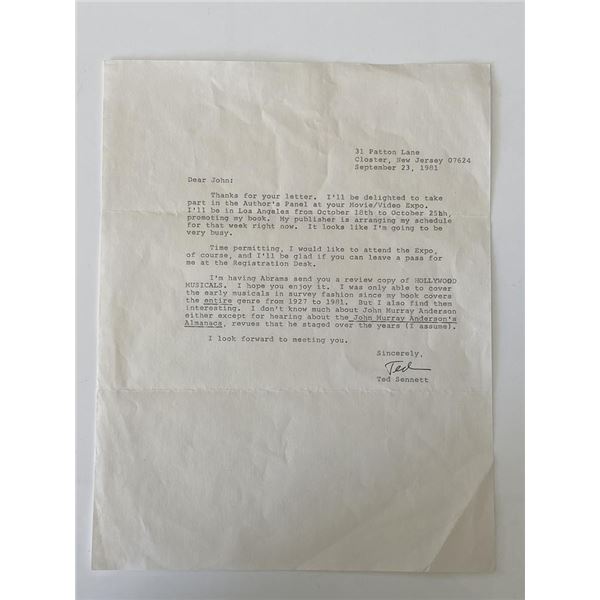 31 Patton Lane
Closter, New Jersey 07624
September 23, 1981
Dear John:
Thanks for your letter. I'll be delighted to take
part in the Author's Panel at your Movie/Video Expo.
I'll be in Los Angeles from October 18th to October 25hh,
promoting my book. My publisher is arranging my schedule
for that week right now. It looks like I'm going to be
very busy.
Time permitting, I would like to attend the Expo,
of course, and I'll be glad if you can leave a pass for
me at the Registration Desk.
I'm having Abrams send you a review copy of HOLLYWOOD
MUSICALS. I hope you enjoy it. I was only able to cover
the early musicals in survey fashion since my book covers
the entire genre from 1927 to 1981. But I also find them
interesting. I don't know much about John Murray Anderson
either except for hearing about the John Murray Anderson's
Almanacs, revues that he staged over the years (I assume).
I look forward to meeting you.
Sincerely,
Ted
Ted Sennett